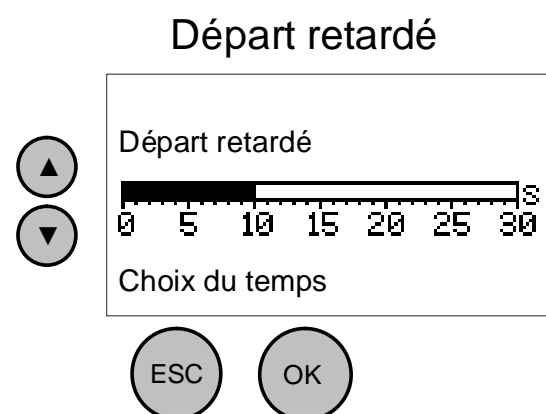 Départ retardé
Départ retardé
S
0 5 10 15 20 25 30
Choix du temps
ESC OK